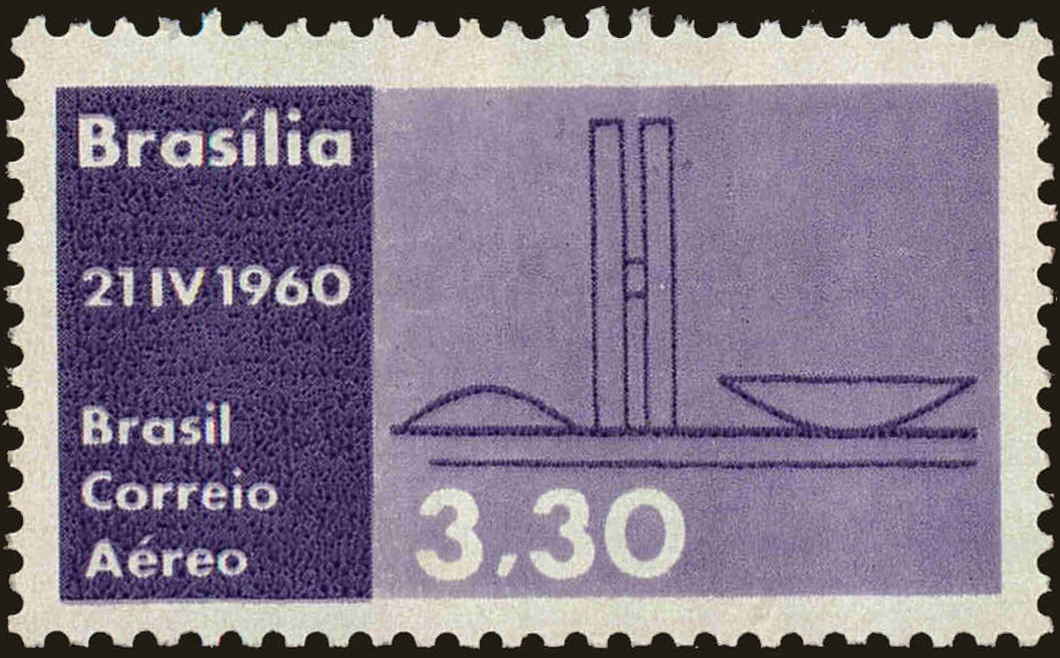 Brasília
21 IV 1960
Brasil
Correio
Aéreo
3,30